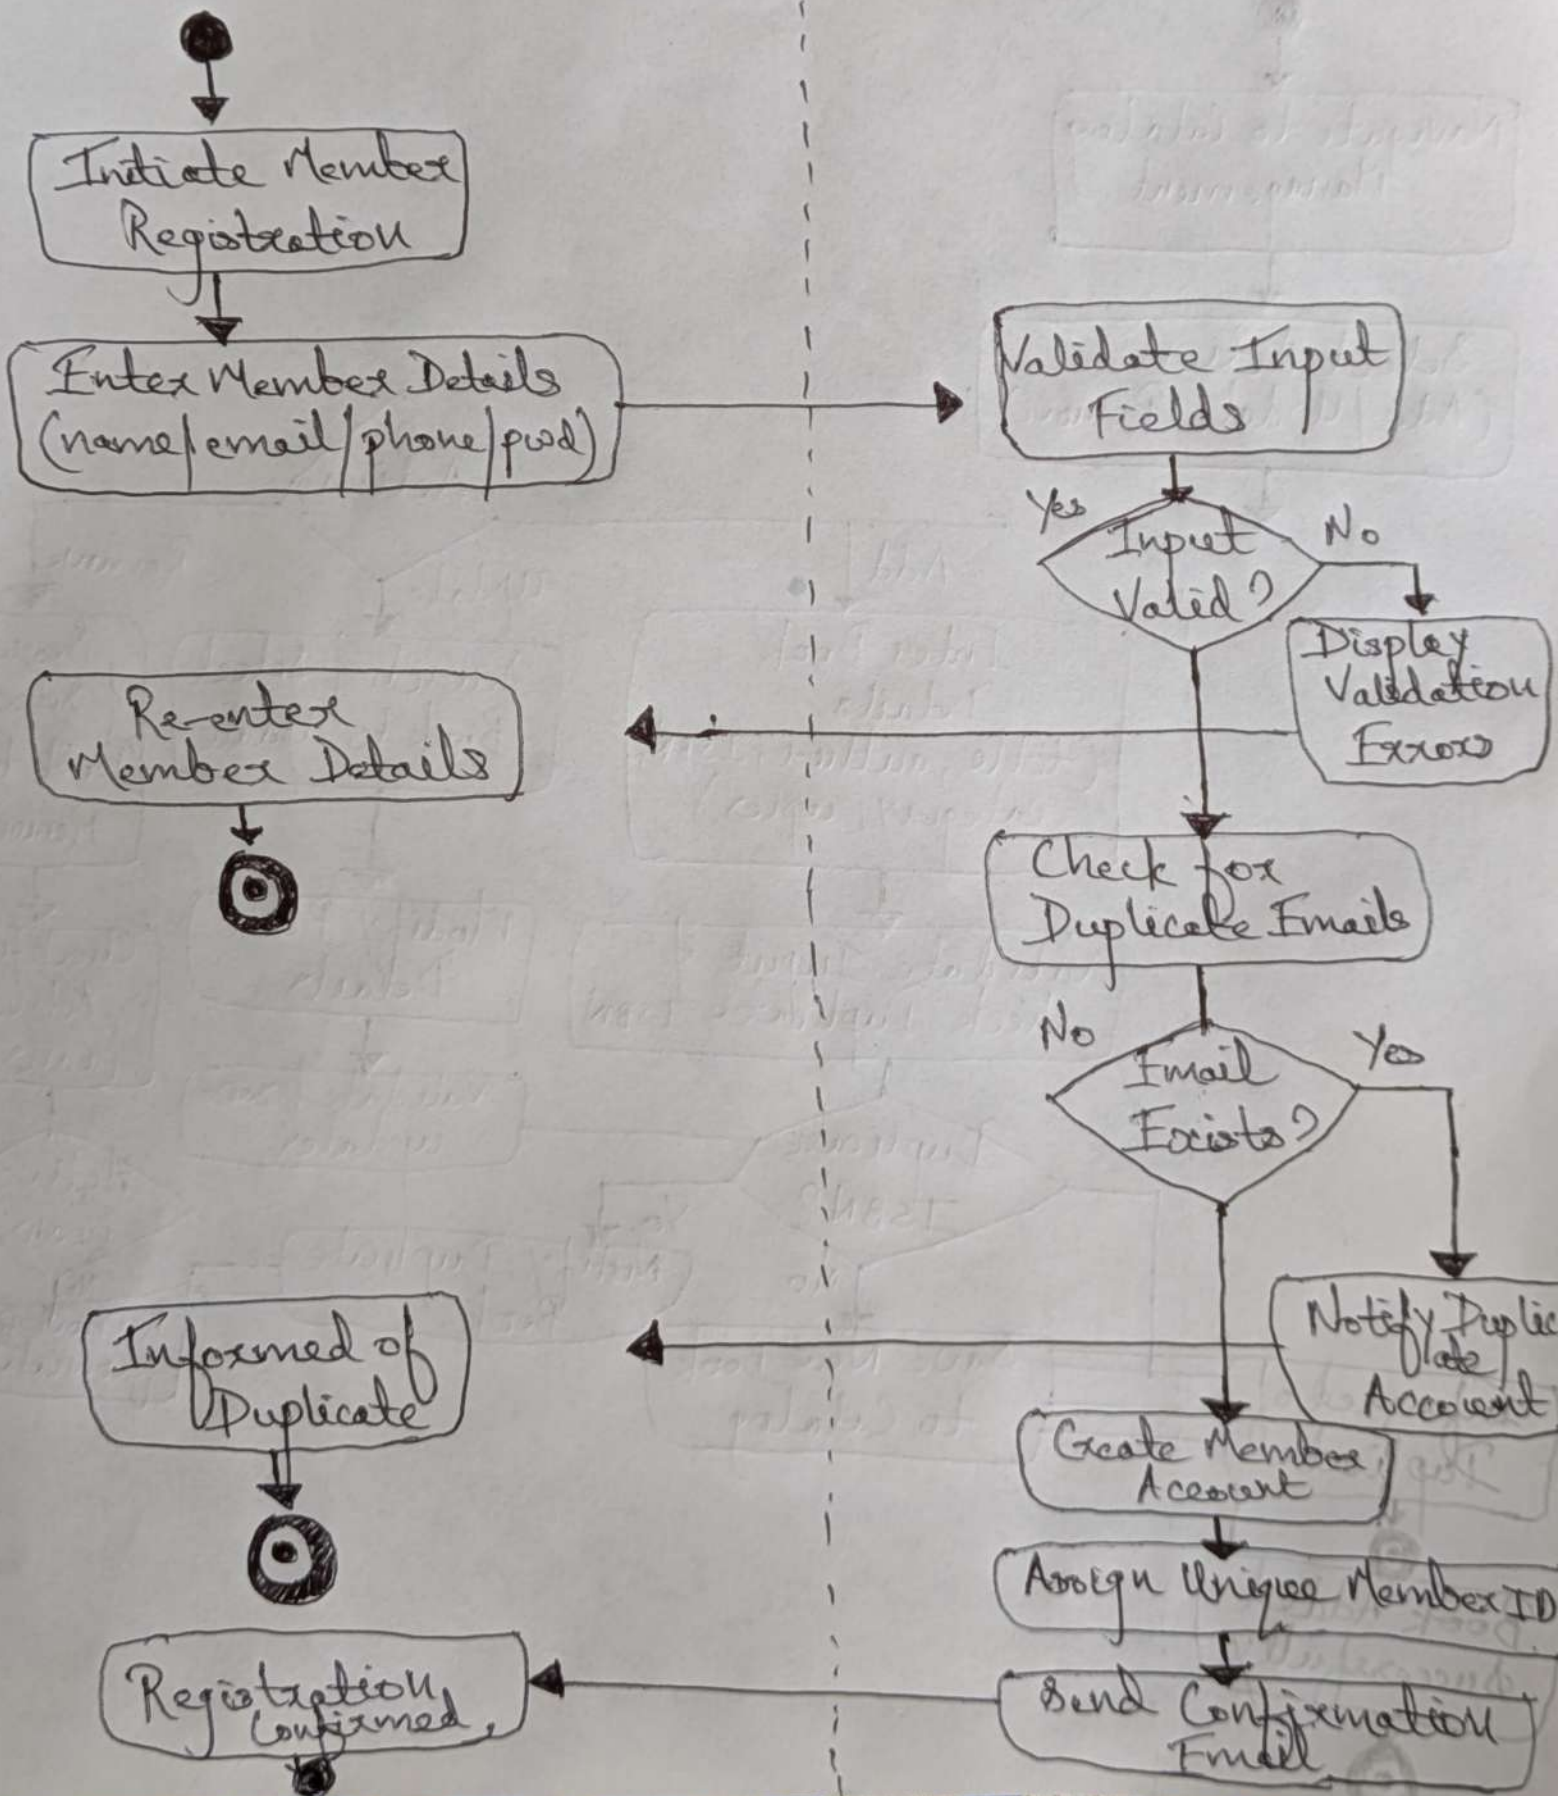 Initiate Member
Registration
Enter Member Details
(name/email/phone/pwd)
Validate Input
Fields
Yes
Input
Valid?
No
Display
Validation
Errors
Re-enter
Member Details
Check for
Duplicate Emails
No
Email
Exists?
Yes
Notify Duplic
ate
Account
Informed of
Duplicate
Create Member
Account
Assign Unique Member ID
Send Confirmation
Email
Registration
Confirmed